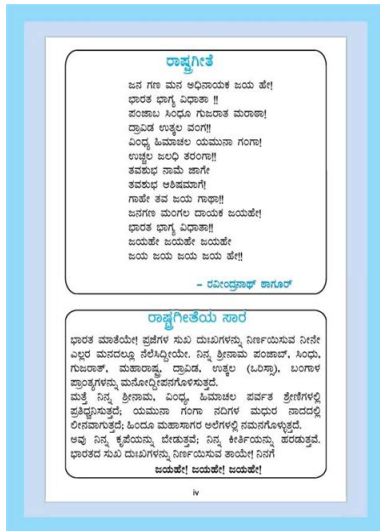 ರಾಷ್ಟ್ರಗೀತೆ
ಜನ ಗಣ ಮನ ಅಧಿನಾಯಕ ಜಯ ಹೇ!
ಭಾರತ ಭಾಗ್ಯ ವಿಧಾತಾ !!
ಪಂಜಾಬ ಸಿಂಧೂ ಗುಜರಾತ ಮರಾಠಾ!
ದ್ರಾವಿಡ ಉತ್ಕಲ ವಂಗ!!
ವಿಂಧ್ಯ ಹಿಮಾಚಲ ಯಮುನಾ ಗಂಗಾ!
ಉಚ್ಛಲ ಜಲಧಿ ತರಂಗಾ!!
ತವಶುಭ ನಾಮೆ ಜಾಗೇ
ತವಶುಭ ಆಶಿಷಮಾಗೆ!
ಗಾಹೇ ತವ ಜಯ ಗಾಥಾ!!
ಜನಗಣ ಮಂಗಲ ದಾಯಕ ಜಯಹೇ!
ಭಾರತ ಭಾಗ್ಯ ವಿಧಾತಾ!!
ಜಯಹೇ ಜಯಹೇ ಜಯಹೇ
ಜಯ ಜಯ ಜಯ ಜಯ ಹೇ!!
– ರವೀಂದ್ರನಾಥ್ ಠಾಗೂರ್
ರಾಷ್ಟ್ರಗೀತೆಯ ಸಾರ
ಭಾರತ ಮಾತೆಯೇ! ಪ್ರಜೆಗಳ ಸುಖ ದುಃಖಗಳನ್ನು ನಿರ್ಣಯಿಸುವ ನೀನೇ
ಎಲ್ಲರ ಮನದಲ್ಲೂ ನೆಲೆಸಿದ್ದೀಯೇ. ನಿನ್ನ ಶ್ರೀನಾಮ ಪಂಜಾಬ್, ಸಿಂಧು,
ಗುಜರಾತ್, ಮಹಾರಾಷ್ಟ್ರ, ದ್ರಾವಿಡ, ಉತ್ಕಲ (ಒರಿಸ್ಸಾ), ಬಂಗಾಳ
ಪ್ರಾಂತ್ಯಗಳನ್ನು ಮನೋದ್ದೀಪನಗೊಳಿಸುತ್ತದೆ.
ಮತ್ತೆ ನಿನ್ನ ಶ್ರೀನಾಮ, ವಿಂಧ್ಯ, ಹಿಮಾಚಲ ಪರ್ವತ ಶ್ರೇಣಿಗಳಲ್ಲಿ
ಪ್ರತಿಧ್ವನಿಸುತ್ತದೆ; ಯಮುನಾ ಗಂಗಾ ನದಿಗಳ ಮಧುರ ನಾದದಲ್ಲಿ
ಲೀನವಾಗುತ್ತದೆ; ಹಿಂದೂ ಮಹಾಸಾಗರ ಅಲೆಗಳಲ್ಲಿ ನಮನಗೊಳ್ಳುತ್ತದೆ.
ಅವು ನಿನ್ನ ಕೃಪೆಯನ್ನು ಬೇಡುತ್ತವೆ; ನಿನ್ನ ಕೀರ್ತಿಯನ್ನು ಹರಡುತ್ತವೆ.
ಭಾರತದ ಸುಖ ದುಃಖಗಳನ್ನು ನಿರ್ಣಯಿಸುವ ತಾಯೇ! ನಿನಗೆ
ಜಯಹೇ! ಜಯಹೇ! ಜಯಹೇ!
iv